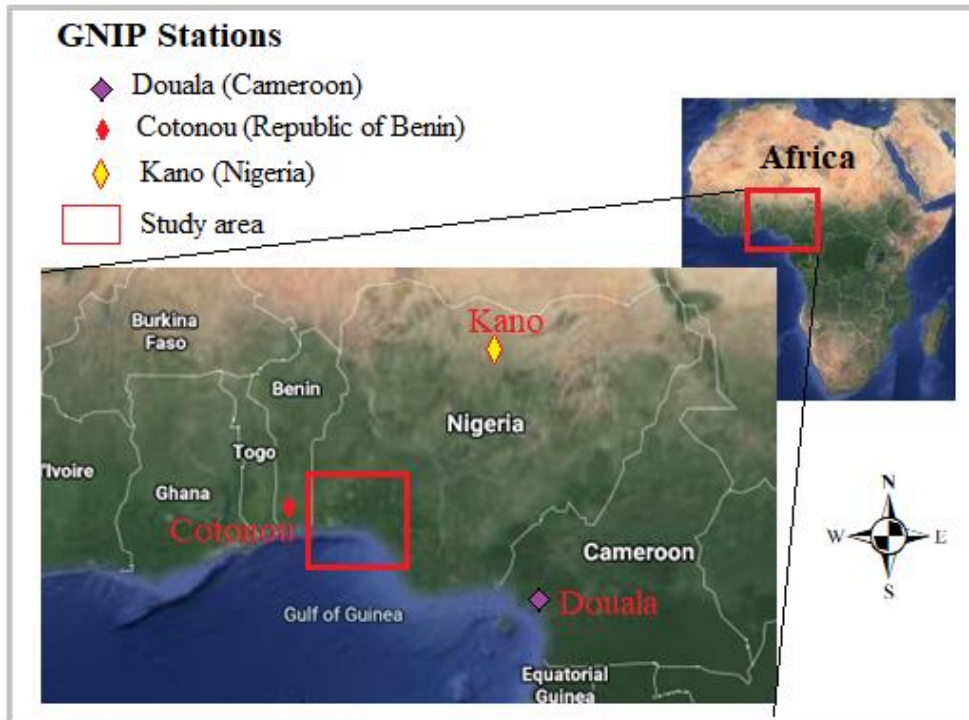 GNIP Stations
Douala (Cameroon)
Cotonou (Republic of Benin)
Kano (Nigeria)
Study area
Africa
Kano
Burkina
Faso
Benin
Nigeria
Togo
'Ivoire
Ghana
Cotonou
Cameroon
Douala
Gulf of Guinea
Equatorial
Guinea
N
W
E
S